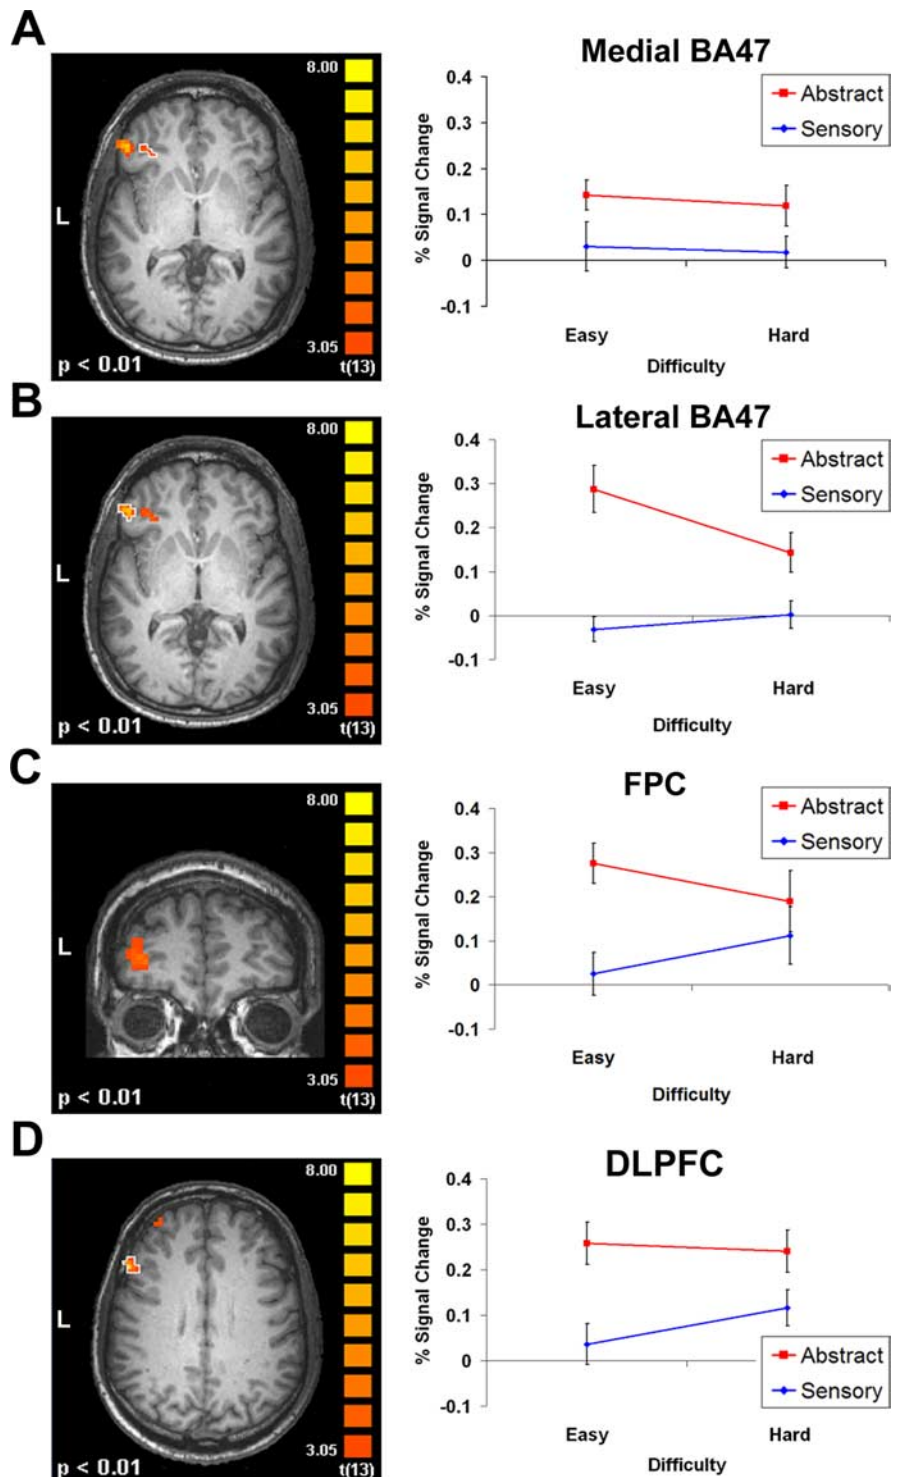 A
8.00
L
3.05
p < 0.01
t(13)
Medial BA47
0.4
0.3
0.2
0.1
0
-0.1
% Signal Change
Abstract
Sensory
Easy
Hard
Difficulty
B
8.00
L
3.05
p < 0.01
t(13)
Lateral BA47
0.4
0.3
0.2
0.1
0
-0.1
% Signal Change
Abstract
Sensory
Easy
Hard
Difficulty
C
8.00
L
3.05
p < 0.01
t(13)
FPC
0.4
0.3
0.2
0.1
0
-0.1
% Signal Change
Abstract
Sensory
Easy
Hard
Difficulty
D
8.00
L
3.05
p < 0.01
t(13)
DLPFC
0.4
0.3
0.2
0.1
0
-0.1
% Signal Change
Abstract
Sensory
Easy
Hard
Difficulty